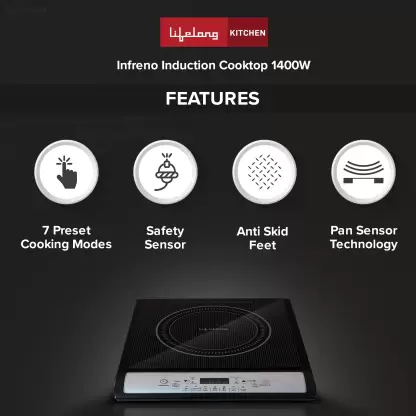 Lifelong KITCHEN
Infreno Induction Cooktop 1400W
FEATURES
7 Preset
Cooking Modes
Safety
Sensor
Anti Skid
Feet
Pan Sensor
Technology